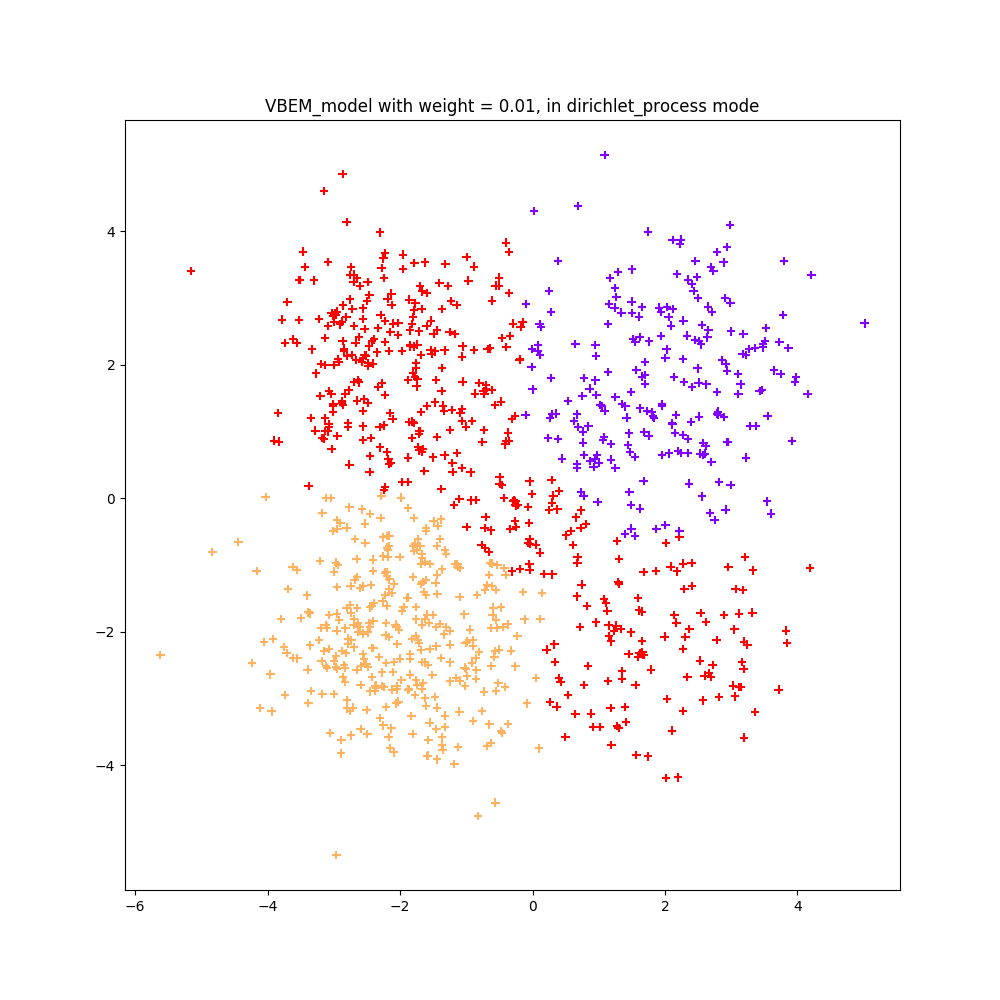 VBEM_model with weight = 0.01, in dirichlet_process mode
4
2
0
−2
−4
−6 −4 −2 0 2 4